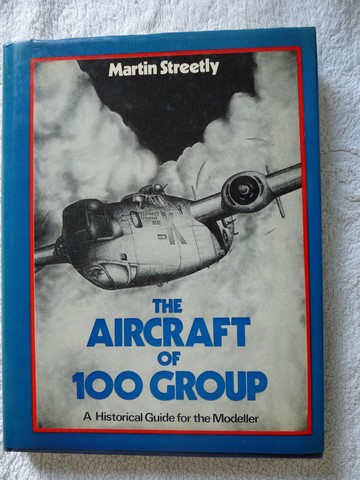 Martin Streetly
THE
AIRCRAFT
OF
100 GROUP
A Historical Guide for the Modeller